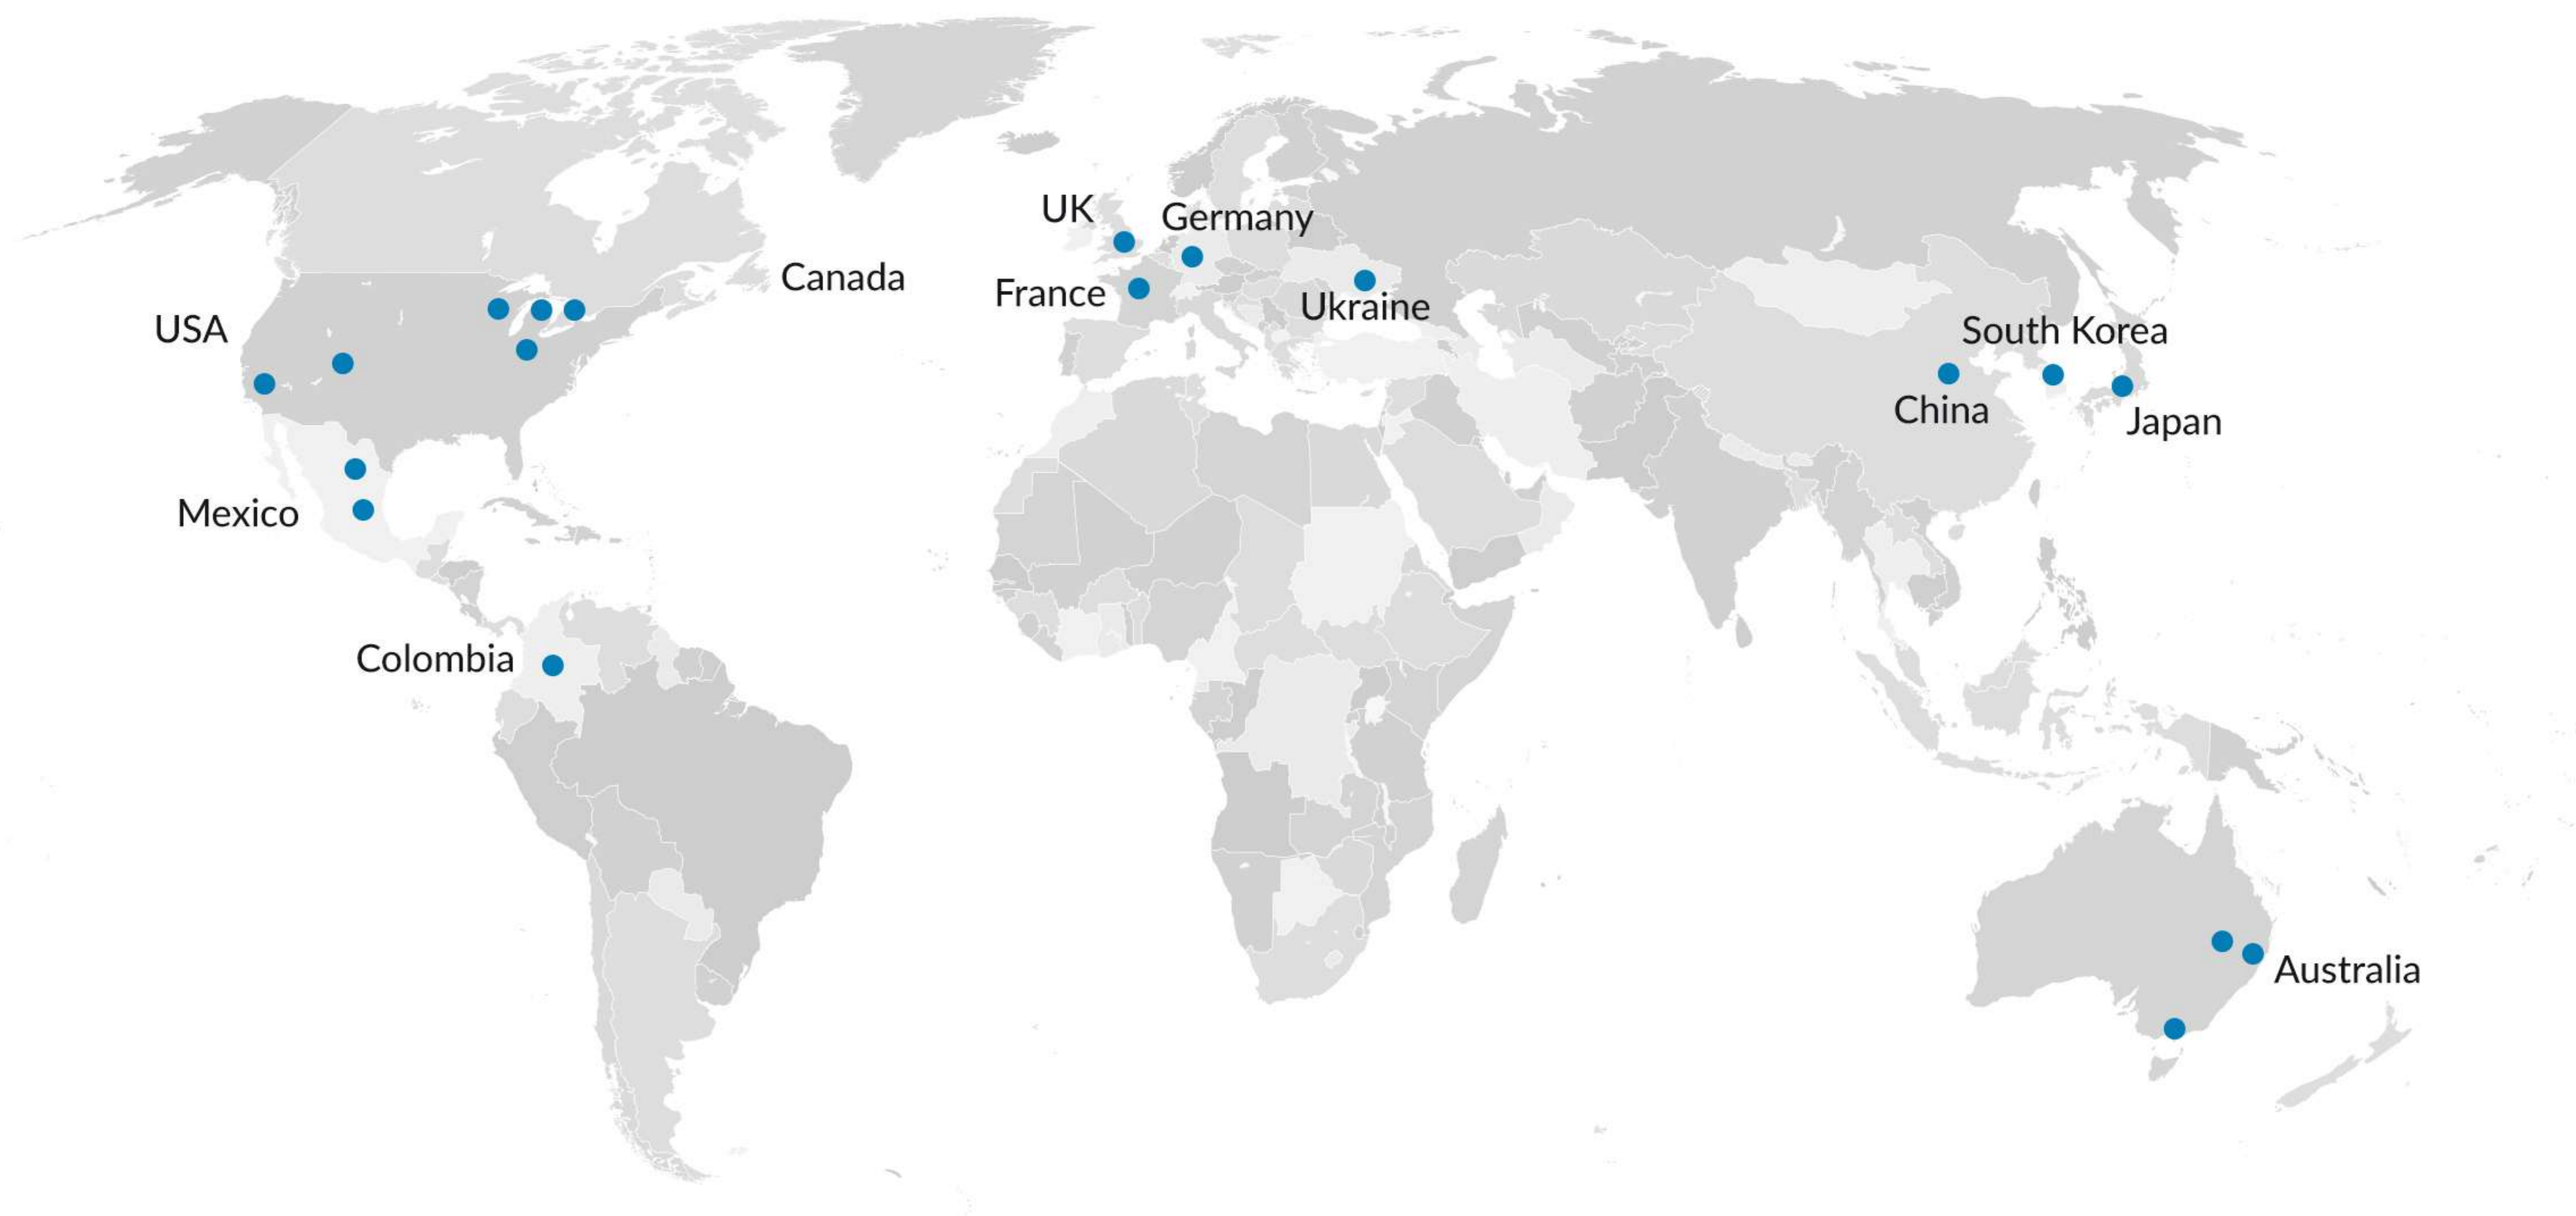 UK
Germany
Canada
France
Ukraine
USA
South Korea
China
Japan
Mexico
Colombia
Australia